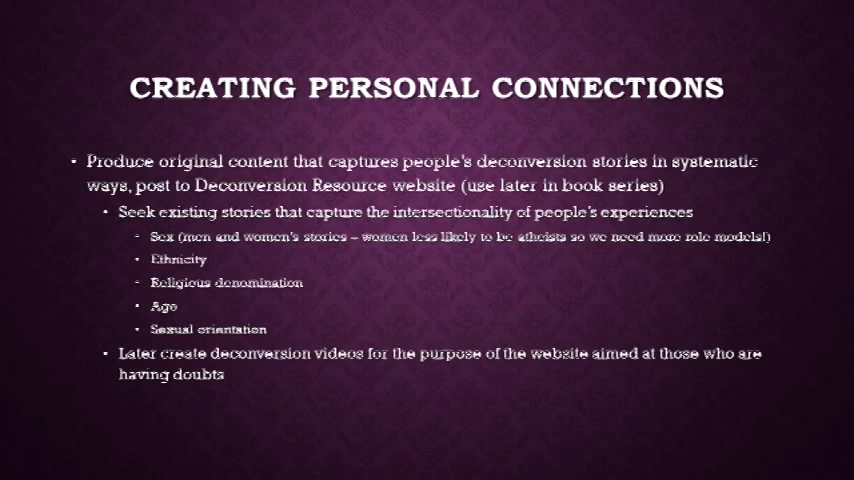 CREATING PERSONAL CONNECTIONS
• Produce original content that captures people's deconversion stories in systematic
ways, post to Deconversion Resource website (use later in book series)
• Seek existing stories that capture the intersectionality of people's experiences
• Sex (men and women's stories – women less likely to be atheists so we need more role models!)
• Ethnicity
• Religious denomination
• Age
• Sexual orientation
• Later create deconversion videos for the purpose of the website aimed at those who are
having doubts